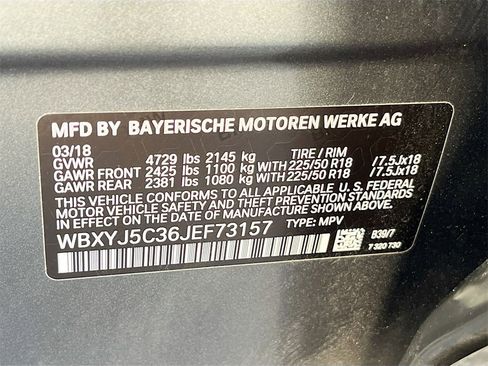 MFD BY BAYERISCHE MOTOREN WERKE AG
03/18 TIRE / RIM
GVWR 4729 lbs 2145 kg
GAWR FRONT 2425 lbs 1100 kg WITH 225/50 R18 /7.5Jx18
GAWR REAR 2381 lbs 1080 kg WITH 225/50 R18 /7.5Jx18
THIS VEHICLE CONFORMS TO ALL APPLICABLE U.S. FEDERAL
MOTOR VEHICLE SAFETY, BUMPER, AND THEFT PREVENTION STANDARDS
IN EFFECT ON THE DATE OF MANUFACTURE SHOWN ABOVE.
WBXYJ5C36JEF73157 TYPE: MPV
B39/7
7 320 730